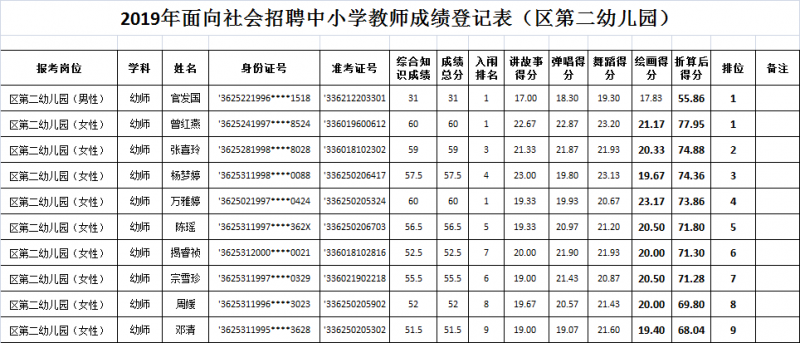 2019年面向社会招聘中小学教师成绩登记表（区第二幼儿园）
报考岗位 学科 姓名 身份证号 准考证号 综合知识成绩 成绩总分 入闱排名 讲故事得分 弹唱得分 舞蹈得分 绘画得分 折算后得分 排位 备注
区第二幼儿园（男性） 幼师 官发国 '3625221996****1518 '336212203301 31 31 1 17.00 18.30 19.30 17.83 55.86 1
区第二幼儿园（女性） 幼师 曾红燕 '3625241997****8524 '336019600612 60 60 1 22.67 22.87 23.20 21.17 77.95 1
区第二幼儿园（女性） 幼师 张喜玲 '3625281998****8028 '336018102302 59 59 3 21.33 21.87 21.93 20.33 74.88 2
区第二幼儿园（女性） 幼师 杨梦婷 '3625311998****0088 '336250206417 57.5 57.5 4 23.00 19.80 23.13 19.67 74.36 3
区第二幼儿园（女性） 幼师 万雅婷 '3625021997****0424 '336250205324 60 60 1 19.33 19.93 20.67 23.17 73.86 4
区第二幼儿园（女性） 幼师 陈瑶 '3625311997****362X '336250206703 56.5 56.5 5 19.33 20.97 21.20 20.50 71.80 5
区第二幼儿园（女性） 幼师 揭睿祯 '3625312000****0021 '336018102816 52.5 52.5 7 20.00 21.90 21.93 20.00 71.30 6
区第二幼儿园（女性） 幼师 宗雪珍 '3625311997****0329 '336021902218 55.5 55.5 6 19.00 21.43 20.87 20.50 71.28 7
区第二幼儿园（女性） 幼师 周媛 '3625311996****3023 '336250205902 52 52 8 19.67 20.57 21.43 20.00 69.80 8
区第二幼儿园（女性） 幼师 邓清 '3625311995****3628 '336250205302 51.5 51.5 9 19.00 19.07 21.60 19.40 68.04 9